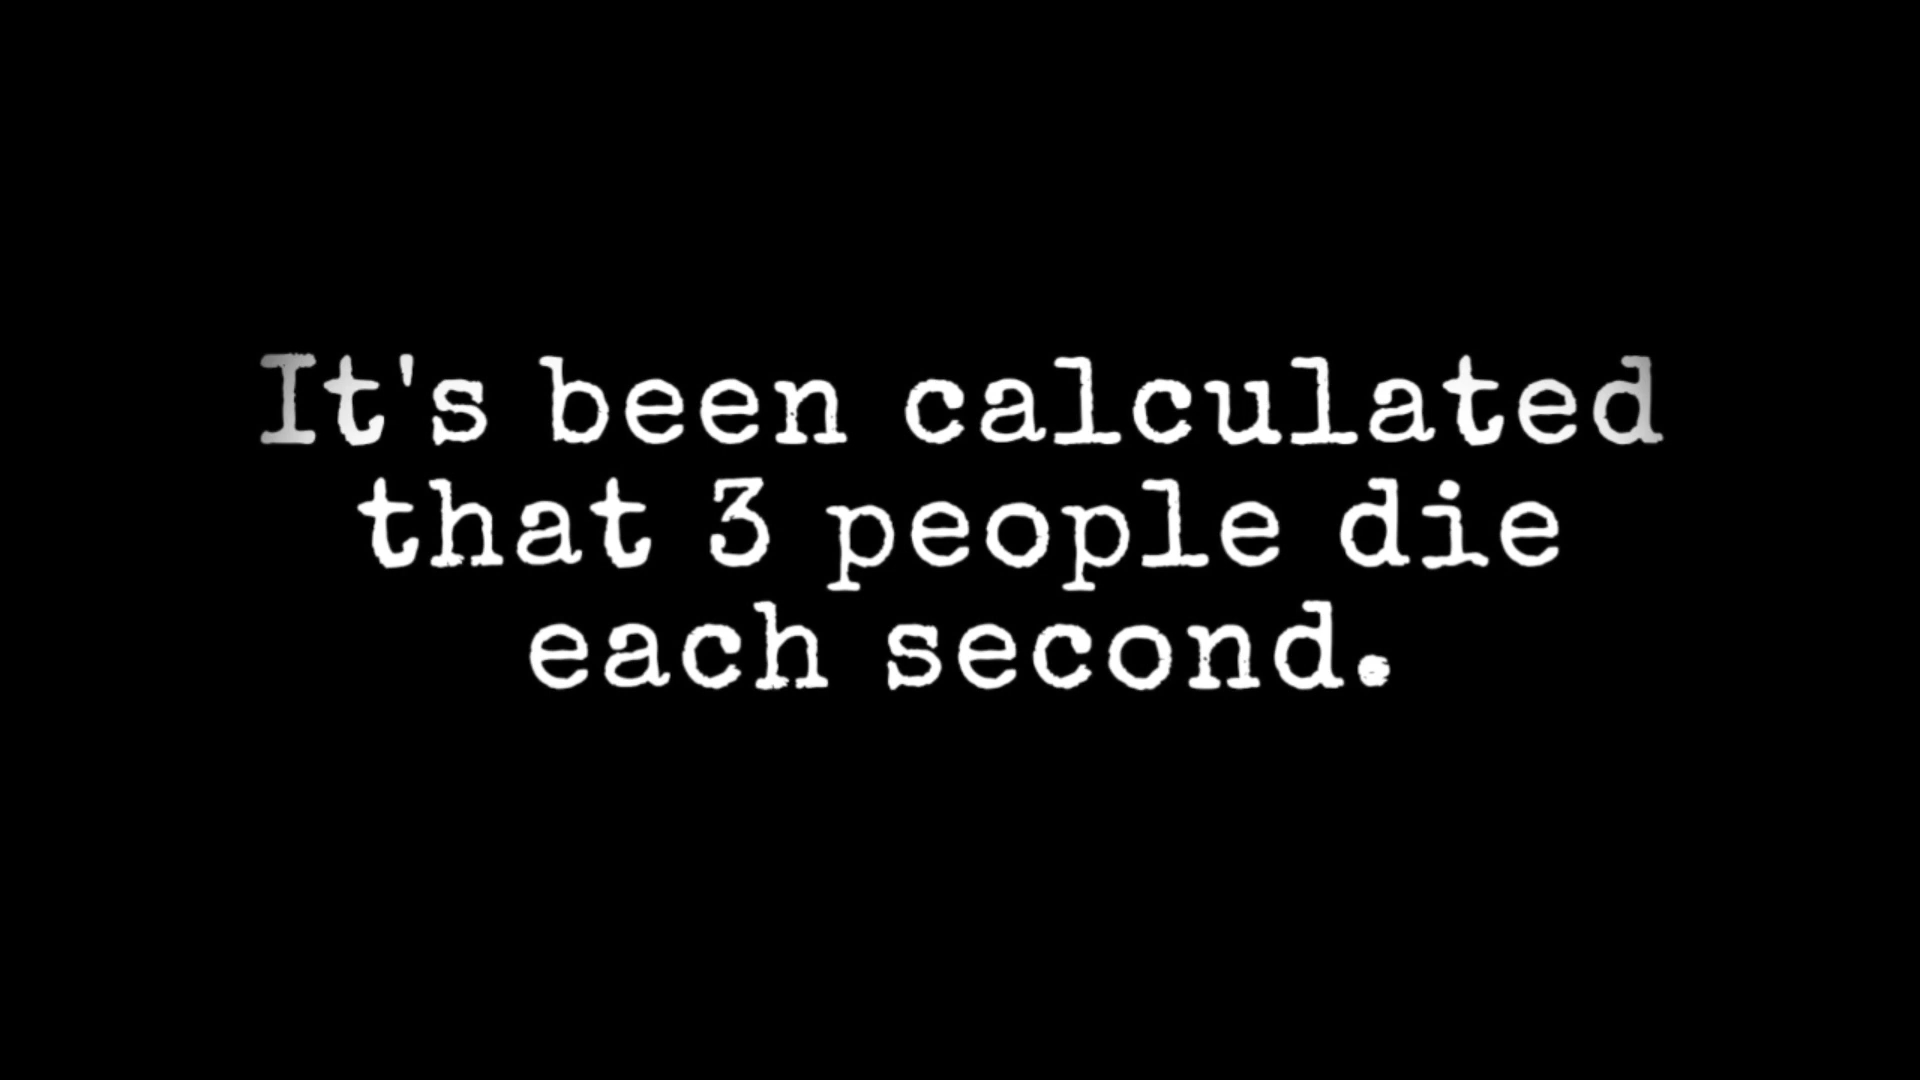 It's been calculated
that 3 people die
each second.